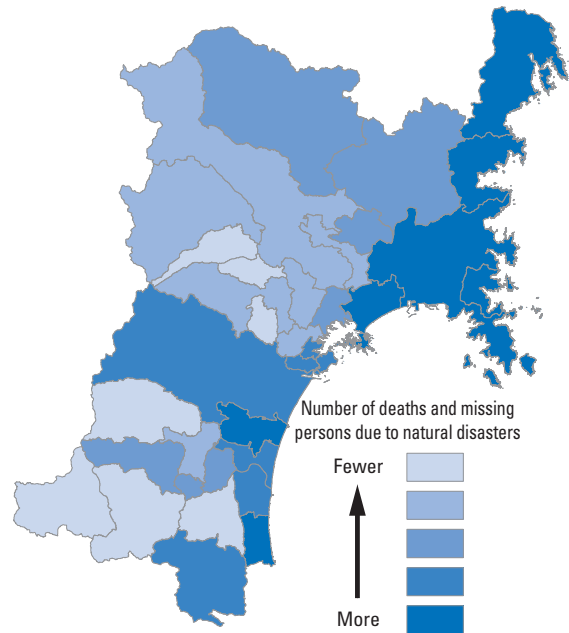 Number of deaths and missing
persons due to natural disasters
Fewer
More